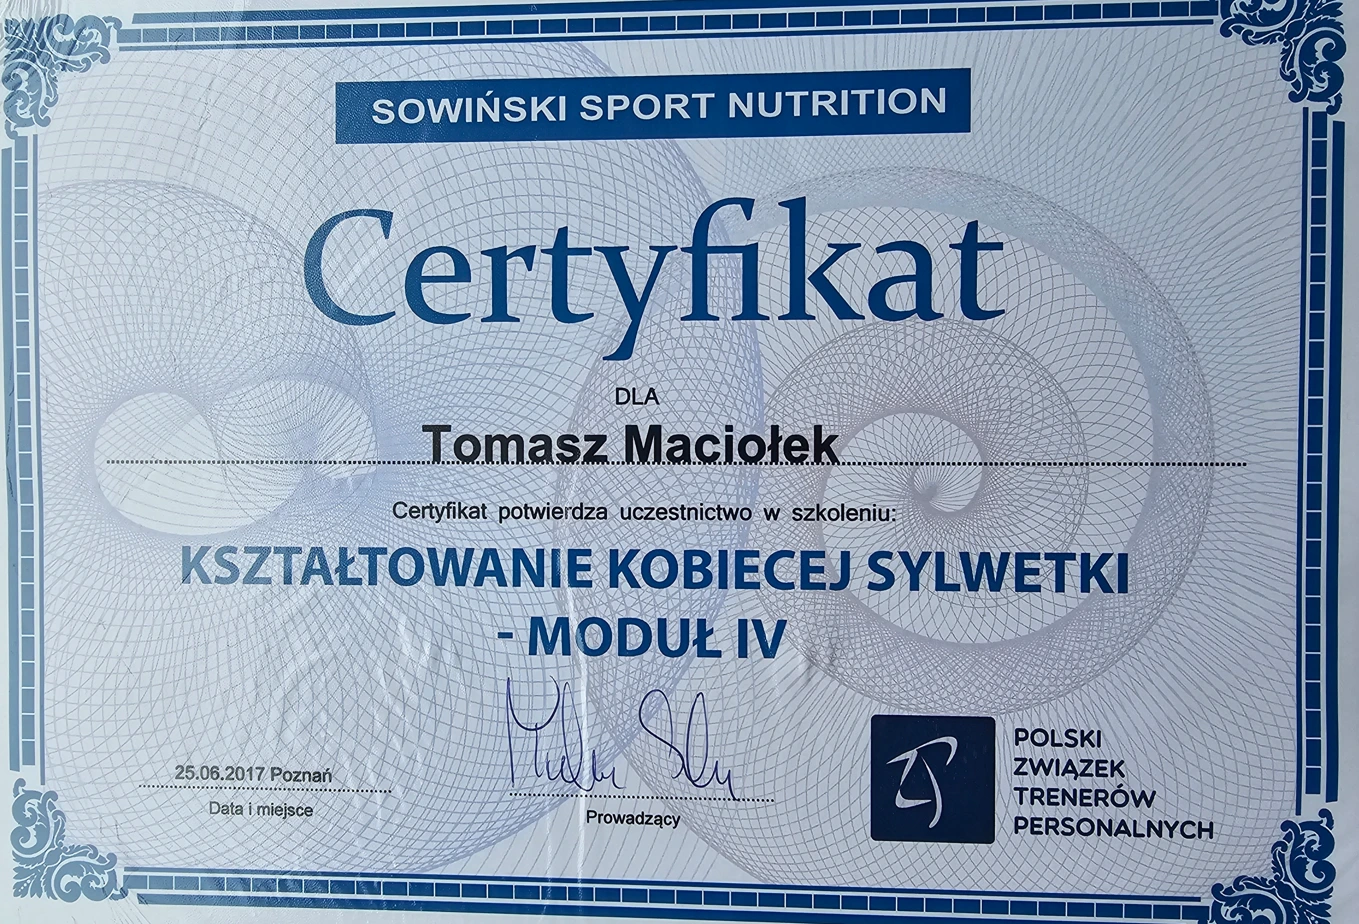 SOWIŃSKI SPORT NUTRITION
Certyfikat
DLA
Tomasz Maciołek
Certyfikat potwierdza uczestnictwo w szkoleniu:
KSZTAŁTOWANIE KOBIECEJ SYLWETKI
- MODUŁ IV
25.06.2017 Poznań
Data i miejsce
Prowadzący
POLSKI
ZWIĄZEK
TRENERÓW
PERSONALNYCH